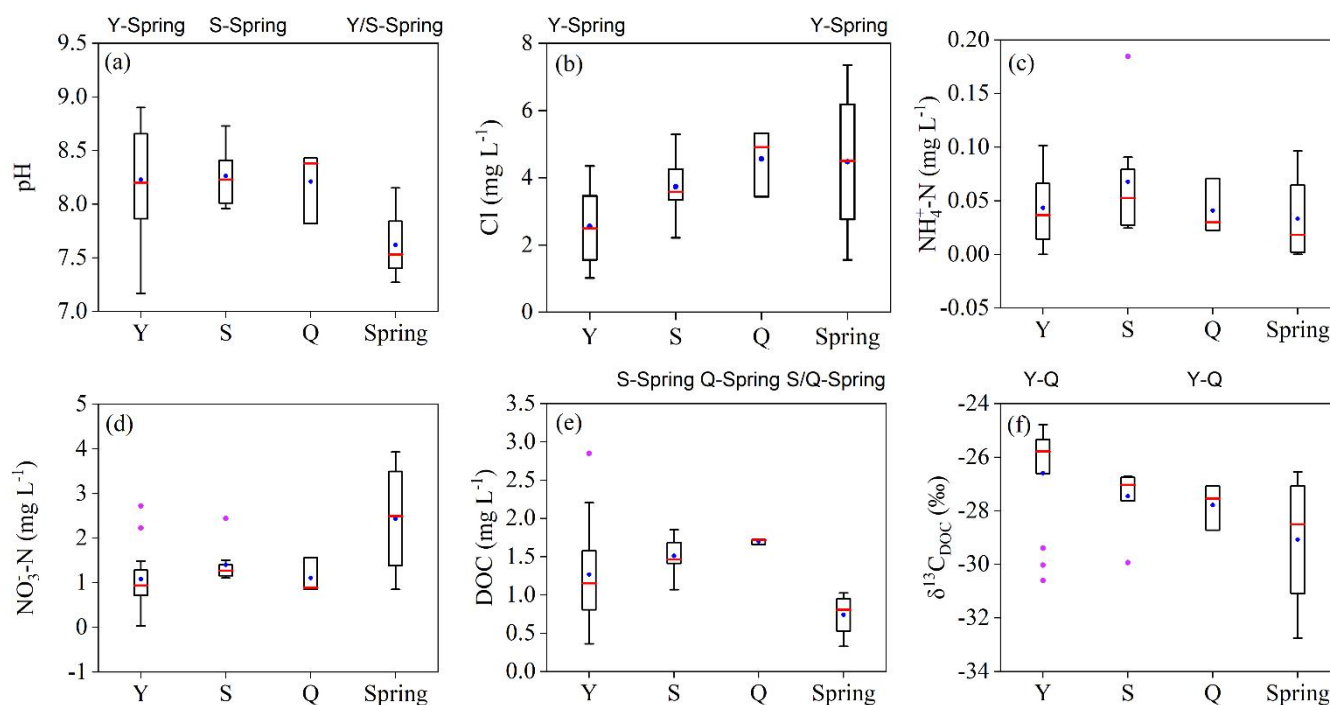 Y-Spring S-Spring Y/S-Spring
(a)
pH
9.5
9.0
8.5
8.0
7.5
7.0
Y S Q Spring
Y-Spring Y-Spring
(b)
Cl (mg L⁻¹)
8
6
4
2
0
Y S Q Spring
(c)
NH₄⁺-N (mg L⁻¹)
0.20
0.15
0.10
0.05
0.00
-0.05
Y S Q Spring
(d)
NO₃⁻-N (mg L⁻¹)
5
4
3
2
1
0
-1
Y S Q Spring
S-Spring Q-Spring S/Q-Spring
(e)
DOC (mg L⁻¹)
3.5
3.0
2.5
2.0
1.5
1.0
0.5
0.0
Y S Q Spring
Y-Q Y-Q
(f)
δ¹³C_DOC (‰)
-24
-26
-28
-30
-32
-34
Y S Q Spring